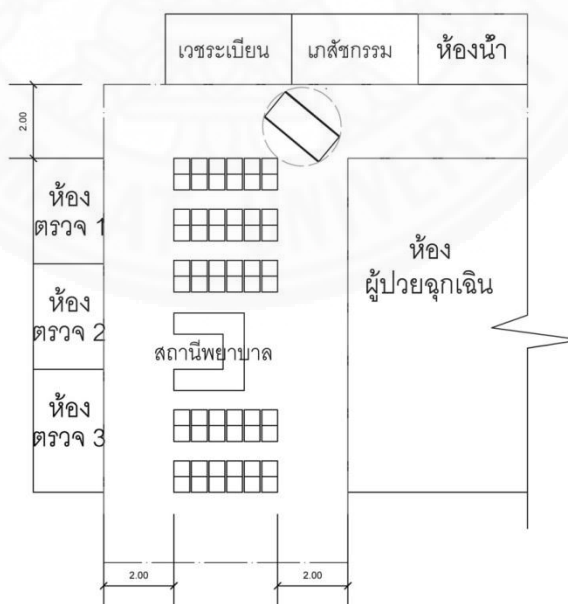 เวชระเบียน
เภสัชกรรม
ห้องน้ำ
2.00
ห้อง
ตรวจ 1
ห้อง
ผู้ป่วยฉุกเฉิน
ห้อง
ตรวจ 2
สถานีพยาบาล
ห้อง
ตรวจ 3
2.00
2.00